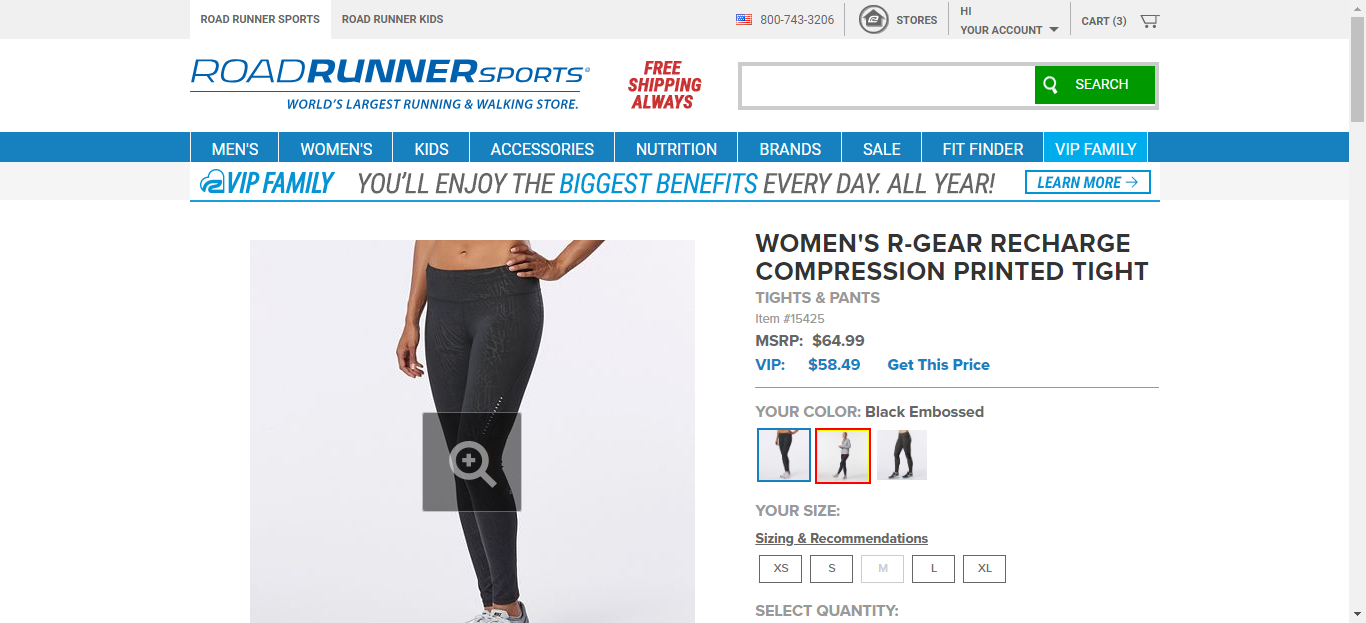 ROAD RUNNER SPORTS
ROAD RUNNER KIDS
800-743-3206
STORES
HI
YOUR ACCOUNT
CART (3)
ROADRUNNERSPORTS®
WORLD'S LARGEST RUNNING & WALKING STORE.
FREE
SHIPPING
ALWAYS
SEARCH
MEN'S
WOMEN'S
KIDS
ACCESSORIES
NUTRITION
BRANDS
SALE
FIT FINDER
VIP FAMILY
VIP FAMILY
YOU'LL ENJOY THE BIGGEST BENEFITS EVERY DAY. ALL YEAR!
LEARN MORE →
WOMEN'S R-GEAR RECHARGE
COMPRESSION PRINTED TIGHT
TIGHTS & PANTS
Item #15425
MSRP: $64.99
VIP: $58.49 Get This Price
YOUR COLOR: Black Embossed
YOUR SIZE:
Sizing & Recommendations
XS
S
M
L
XL
SELECT QUANTITY: